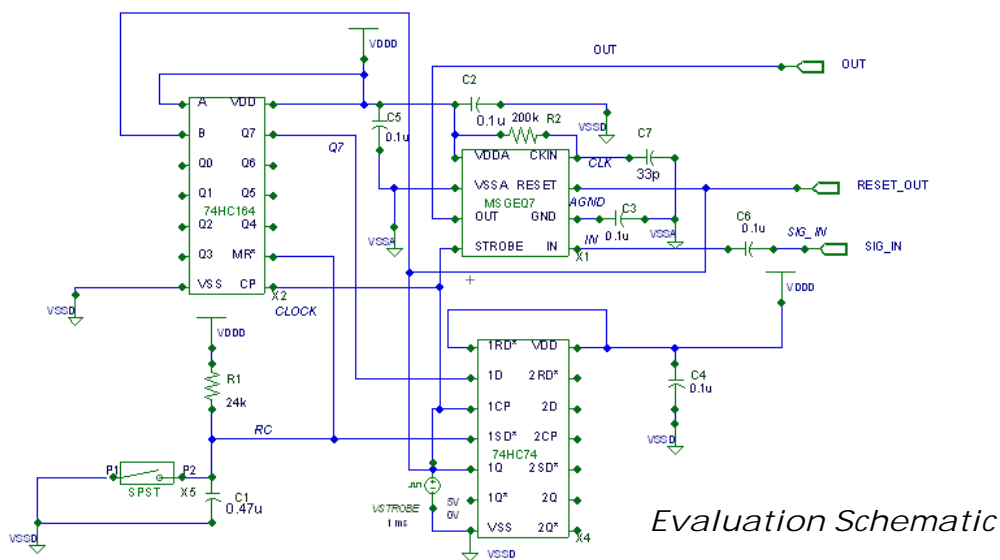 VDDD
OUT
OUT
C2
0.1u
VSSD
200k R2
C5
0.1u
C7
33p
CLK
A VDD
B Q7
Q7
Q0 Q6
Q1 Q5
74HC164
Q2 Q4
Q3 MR*
VSS CP
X2
CLOCK
VSSD
VDDA CKIN
VSSA RESET
MSGEQ7
OUT GND
STROBE IN
X1
VSSA
AGND
C3
0.1u
VSSA
IN
RESET_OUT
C6
0.1u
SIG_IN
SIG_IN
VDDD
VDDD
R1
24k
RC
P1 P2
SPST
X5
C1
0.47u
VSSD
1RD* VDD
1D 2RD*
1CP 2D
1SD* 2CP
74HC74
1Q 2SD*
1Q* 2Q
VSS 2Q*
X4
VSSD
VSTROBE
1 ms
5V
0V
C4
0.1u
VSSD
Evaluation Schematic